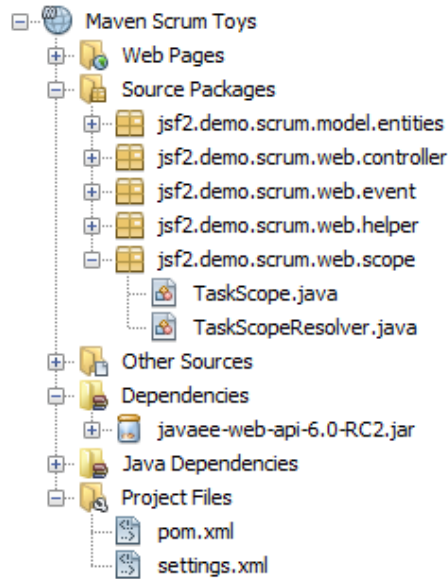 Maven Scrum Toys
Web Pages
Source Packages
jsf2.demo.scrum.model.entities
jsf2.demo.scrum.web.controller
jsf2.demo.scrum.web.event
jsf2.demo.scrum.web.helper
jsf2.demo.scrum.web.scope
TaskScope.java
TaskScopeResolver.java
Other Sources
Dependencies
javaee-web-api-6.0-RC2.jar
Java Dependencies
Project Files
pom.xml
settings.xml